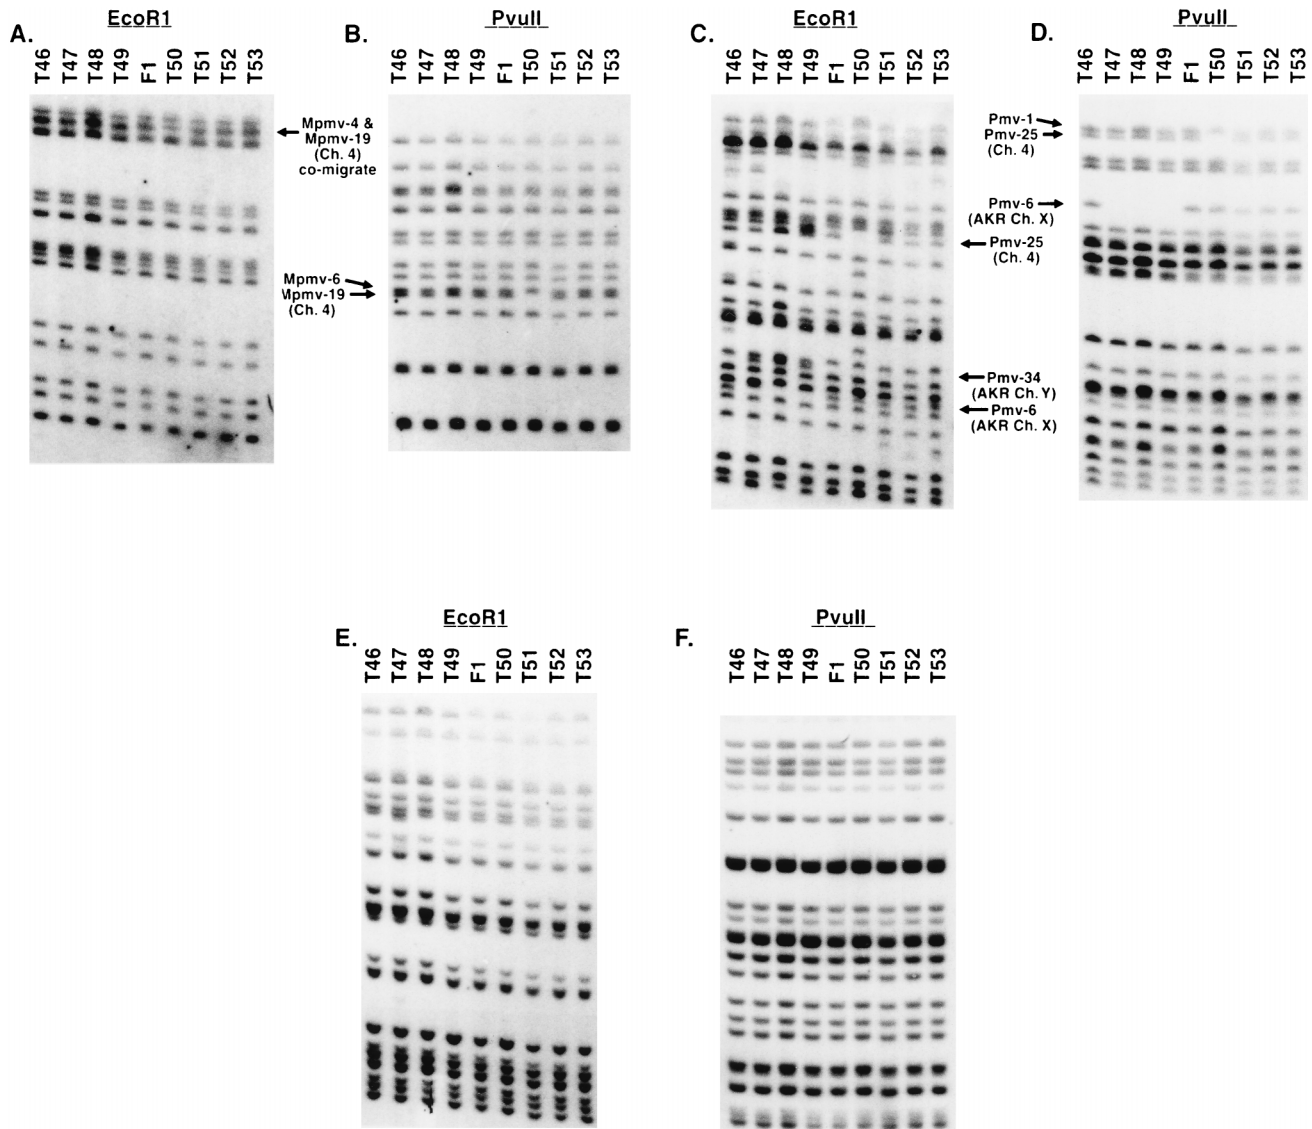 EcoR1
PvuII
EcoR1
PvuII
A.
B.
C.
D.
T46 T47 T48 T49 F1 T50 T51 T52 T53
T46 T47 T48 T49 F1 T50 T51 T52 T53
T46 T47 T48 T49 F1 T50 T51 T52 T53
T46 T47 T48 T49 F1 T50 T51 T52 T53
Mpmv-4 &
Mpmv-19
(Ch. 4)
co-migrate
Mpmv-6
Mpmv-19
(Ch. 4)
Pmv-1
Pmv-25
(Ch. 4)
Pmv-6
(AKR Ch. X)
Pmv-25
(Ch. 4)
Pmv-34
(AKR Ch. Y)
Pmv-6
(AKR Ch. X)
EcoR1
PvuII
E.
F.
T46 T47 T48 T49 F1 T50 T51 T52 T53
T46 T47 T48 T49 F1 T50 T51 T52 T53